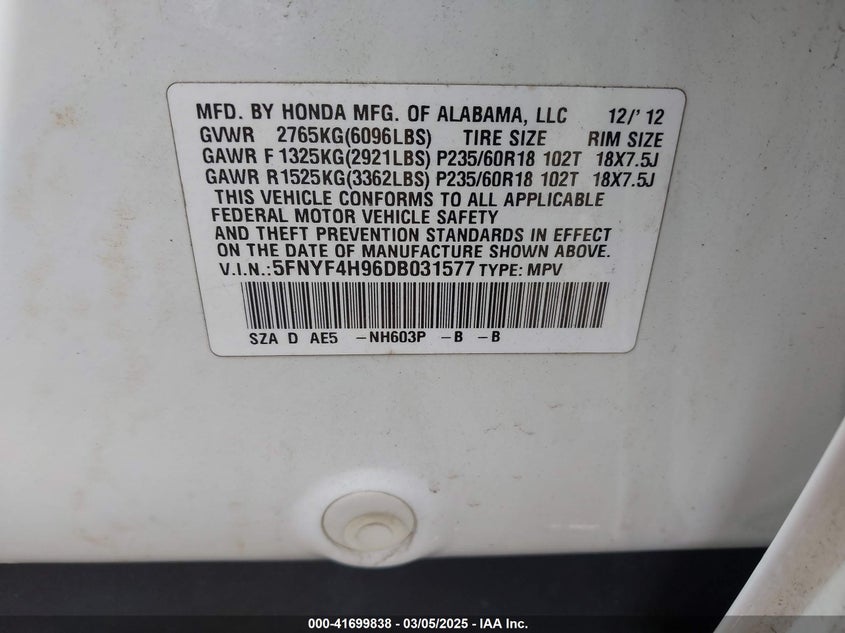 MFD. BY HONDA MFG. OF ALABAMA, LLC 12/'12
GVWR 2765KG(6096LBS) TIRE SIZE RIM SIZE
GAWR F 1325KG(2921LBS) P235/60R18 102T 18X7.5J
GAWR R1525KG(3362LBS) P235/60R18 102T 18X7.5J
THIS VEHICLE CONFORMS TO ALL APPLICABLE
FEDERAL MOTOR VEHICLE SAFETY
AND THEFT PREVENTION STANDARDS IN EFFECT
ON THE DATE OF MANUFACTURE SHOWN ABOVE.
V.I.N.:5FNYF4H96DB031577 TYPE: MPV
SZA D AE5 -NH603P -B -B
000-41699838 - 03/05/2025 - IAA Inc.